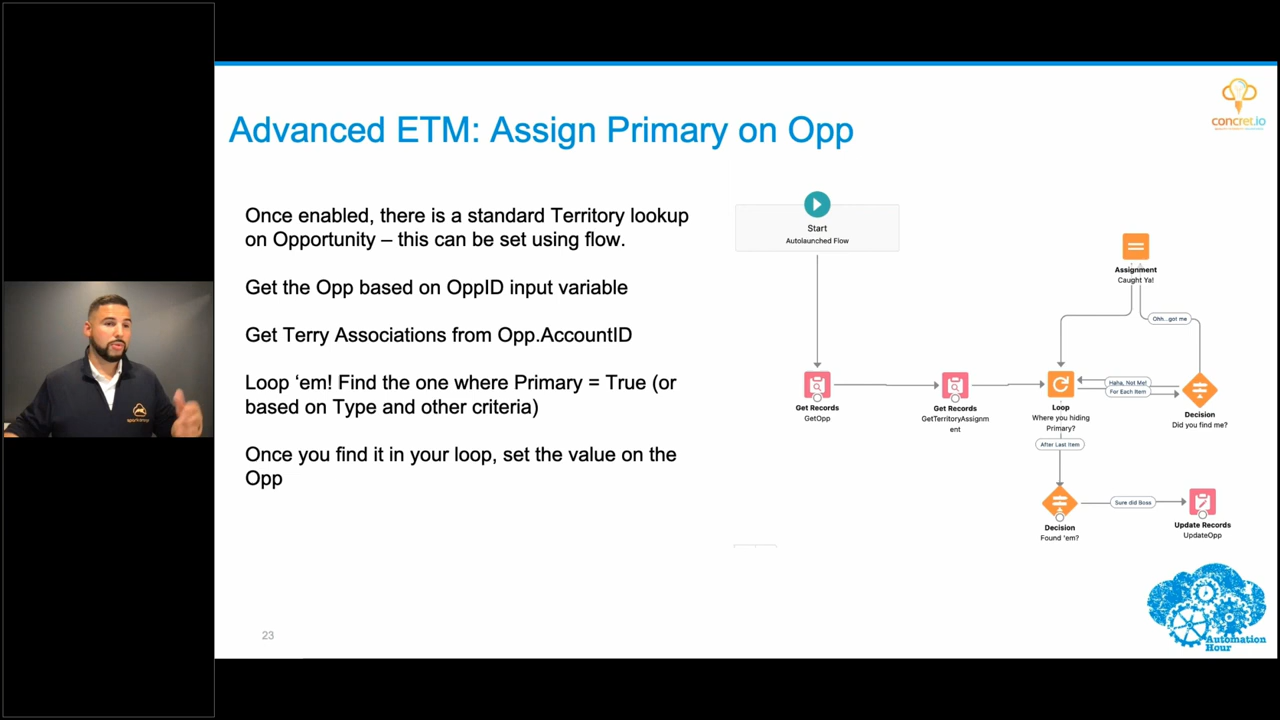 concret.io
Advanced ETM: Assign Primary on Opp
Once enabled, there is a standard Territory lookup
on Opportunity – this can be set using flow.
Get the Opp based on OppID input variable
Get Terry Associations from Opp.AccountID
Loop ‘em! Find the one where Primary = True (or
based on Type and other criteria)
Once you find it in your loop, set the value on the
Opp
Start
Autolaunched Flow
Assignment
Caught Ya!
Ohh...got me
Get Records
GetOpp
Get Records
GetTerritoryAssignm
ent
Loop
Where you hiding
Primary?
Haha, Not Me!
For Each Item
Decision
Did you find me?
After Last Item
Decision
Found 'em?
Sure did Boss
Update Records
UpdateOpp
23
Automation
Hour